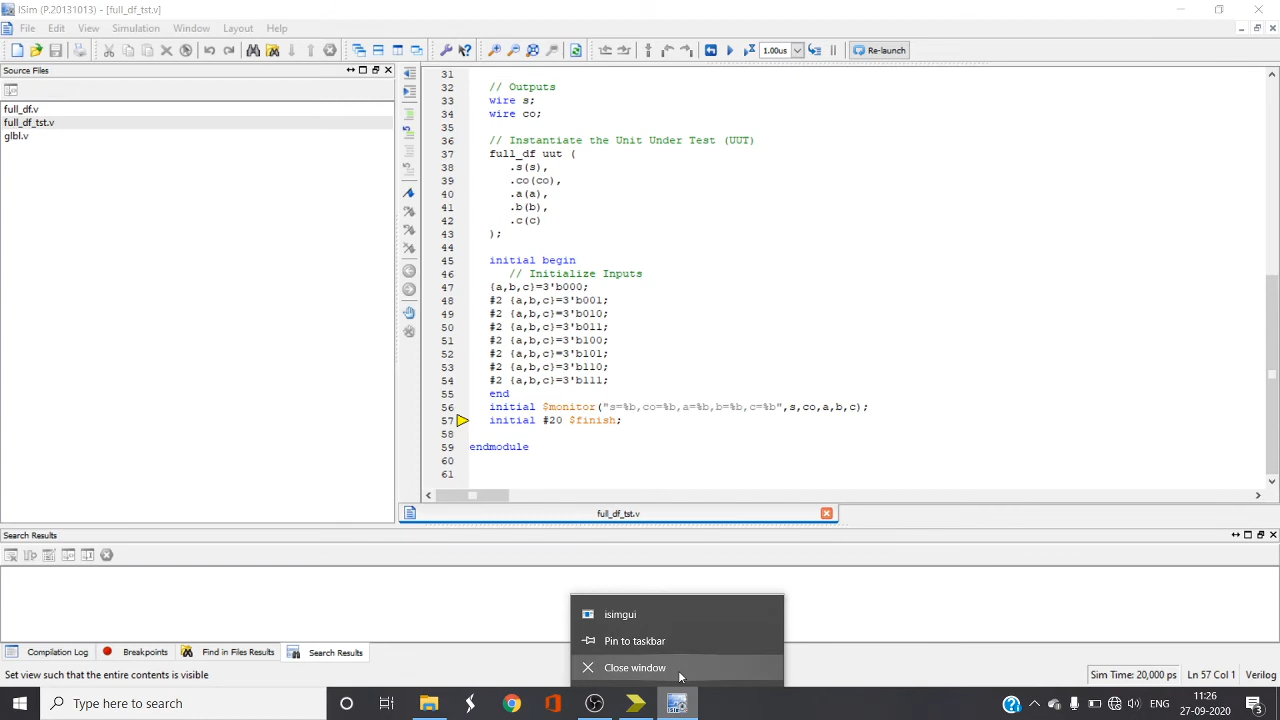 ISim (P.20131013) - [full_df_tst.v]
File Edit View Simulation Window Layout Help
1.00us Re-launch
Source Files
full_df.v
full_df_tst.v
glbl.v
31
32 // Outputs
33 wire s;
34 wire co;
35
36 // Instantiate the Unit Under Test (UUT)
37 full_df uut (
38 .s(s),
39 .co(co),
40 .a(a),
41 .b(b),
42 .c(c)
43 );
44
45 initial begin
46 // Initialize Inputs
47 {a,b,c}=3'b000;
48 #2 {a,b,c}=3'b001;
49 #2 {a,b,c}=3'b010;
50 #2 {a,b,c}=3'b011;
51 #2 {a,b,c}=3'b100;
52 #2 {a,b,c}=3'b101;
53 #2 {a,b,c}=3'b110;
54 #2 {a,b,c}=3'b111;
55 end
56 initial $monitor("s=%b,co=%b,a=%b,b=%b,c=%b",s,co,a,b,c);
57 initial #20 $finish;
58
59 endmodule
60
61
full_df_tst.v
Search Results
isimgui
Pin to taskbar
Close window
Compilation Log Breakpoints Find in Files Results Search Results
Set view such that the entire contents is visible
Sim Time: 20,000 ps Ln 57 Col 1 Verilog
Type here to search
ENG
11:26
27-09-2020